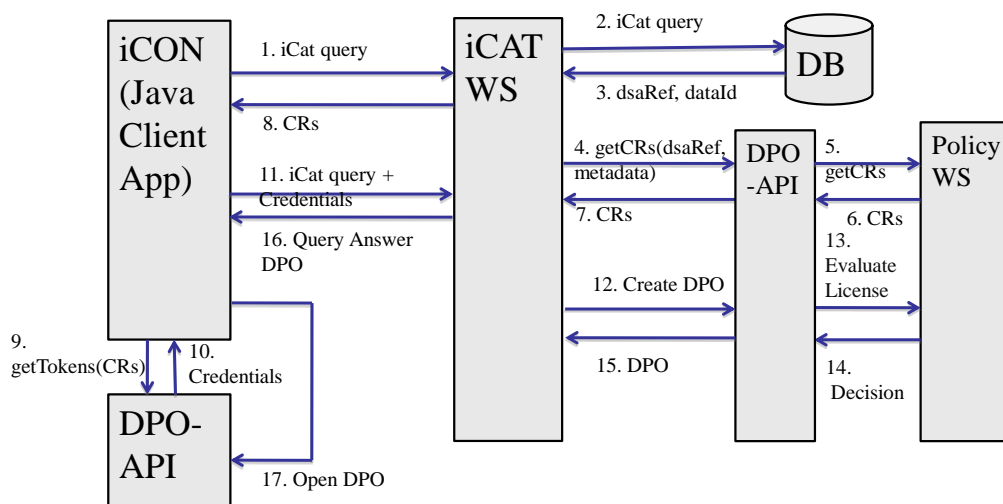 iCON
(Java
Client
App)
1. iCat query
8. CRs
11. iCat query +
Credentials
16. Query Answer
DPO
iCAT
WS
2. iCat query
3. dsaRef, dataId
DB
4. getCRs(dsaRef,
metadata)
7. CRs
12. Create DPO
15. DPO
DPO
-API
5.
getCRs
6. CRs
13.
Evaluate
License
14.
Decision
Policy
WS
9.
getTokens(CRs)
10.
Credentials
DPO-
API
17. Open DPO